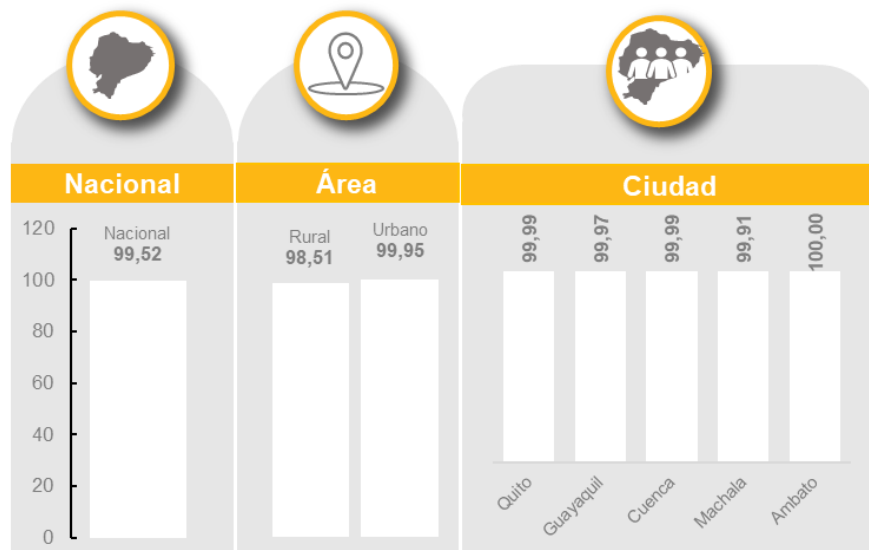 Nacional
Área
Ciudad
120
100
80
60
40
20
0
Nacional
99,52
Rural
98,51
Urbano
99,95
99,99
99,97
99,99
99,91
100,00
Quito
Guayaquil
Cuenca
Machala
Ambato